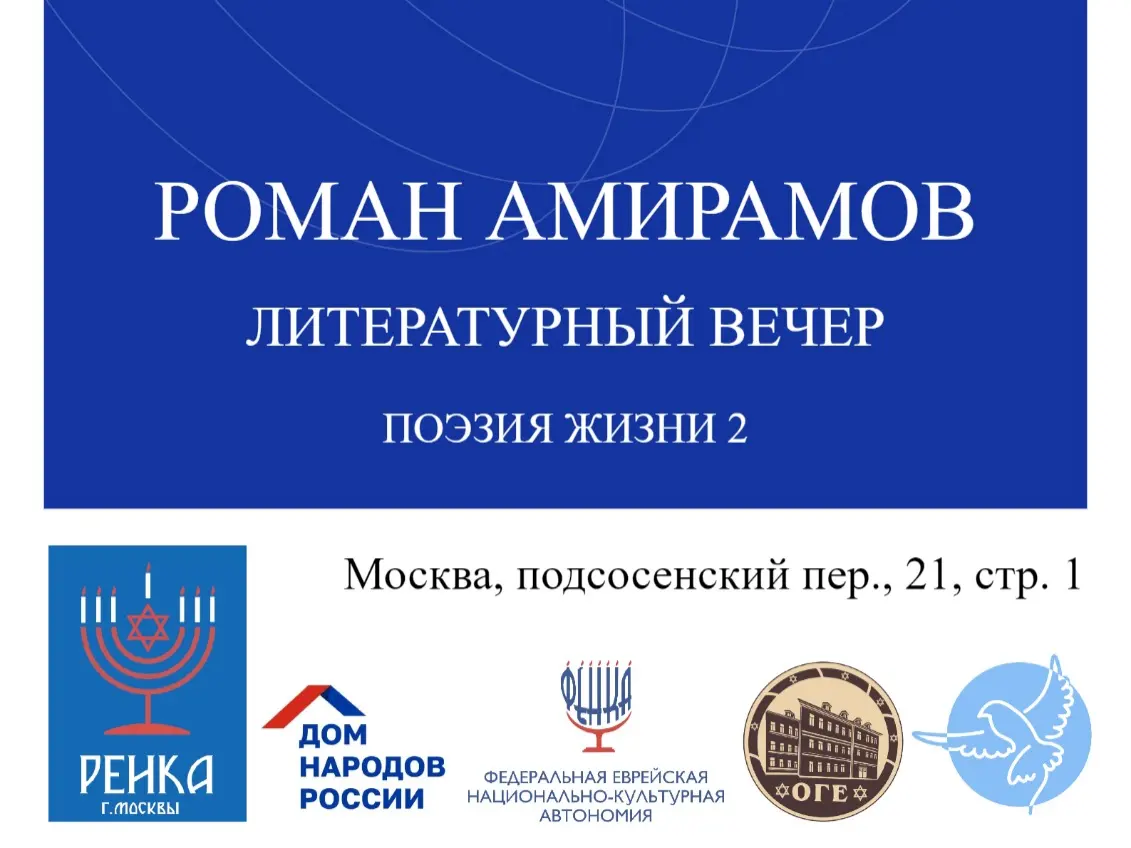 РОМАН АМИРАМОВ
ЛИТЕРАТУРНЫЙ ВЕЧЕР
ПОЭЗИЯ ЖИЗНИ 2
Москва, подсосенский пер., 21, стр. 1
РЕНКА
Г.МОСКВЫ
ДОМ
НАРОДОВ
РОССИИ
ФЕНКА
ФЕДЕРАЛЬНАЯ ЕВРЕЙСКАЯ
НАЦИОНАЛЬНО-КУЛЬТУРНАЯ
АВТОНОМИЯ
ОГЕ